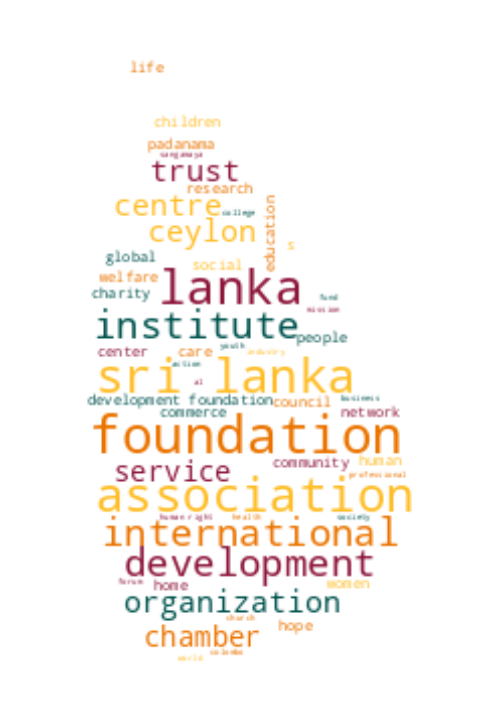 life
children
padanama
sangamaya
trust
research
centre college
education
ceylon
s
global
social
welfare
lanka
charity
fund
mission
institute
people
youth
center care industry
action
sri lanka
al
development foundation council business
commerce network
foundation
community human
service professional
association
human right health society
international
development
forum home women
organization
church
hope
chamber
colombo
world